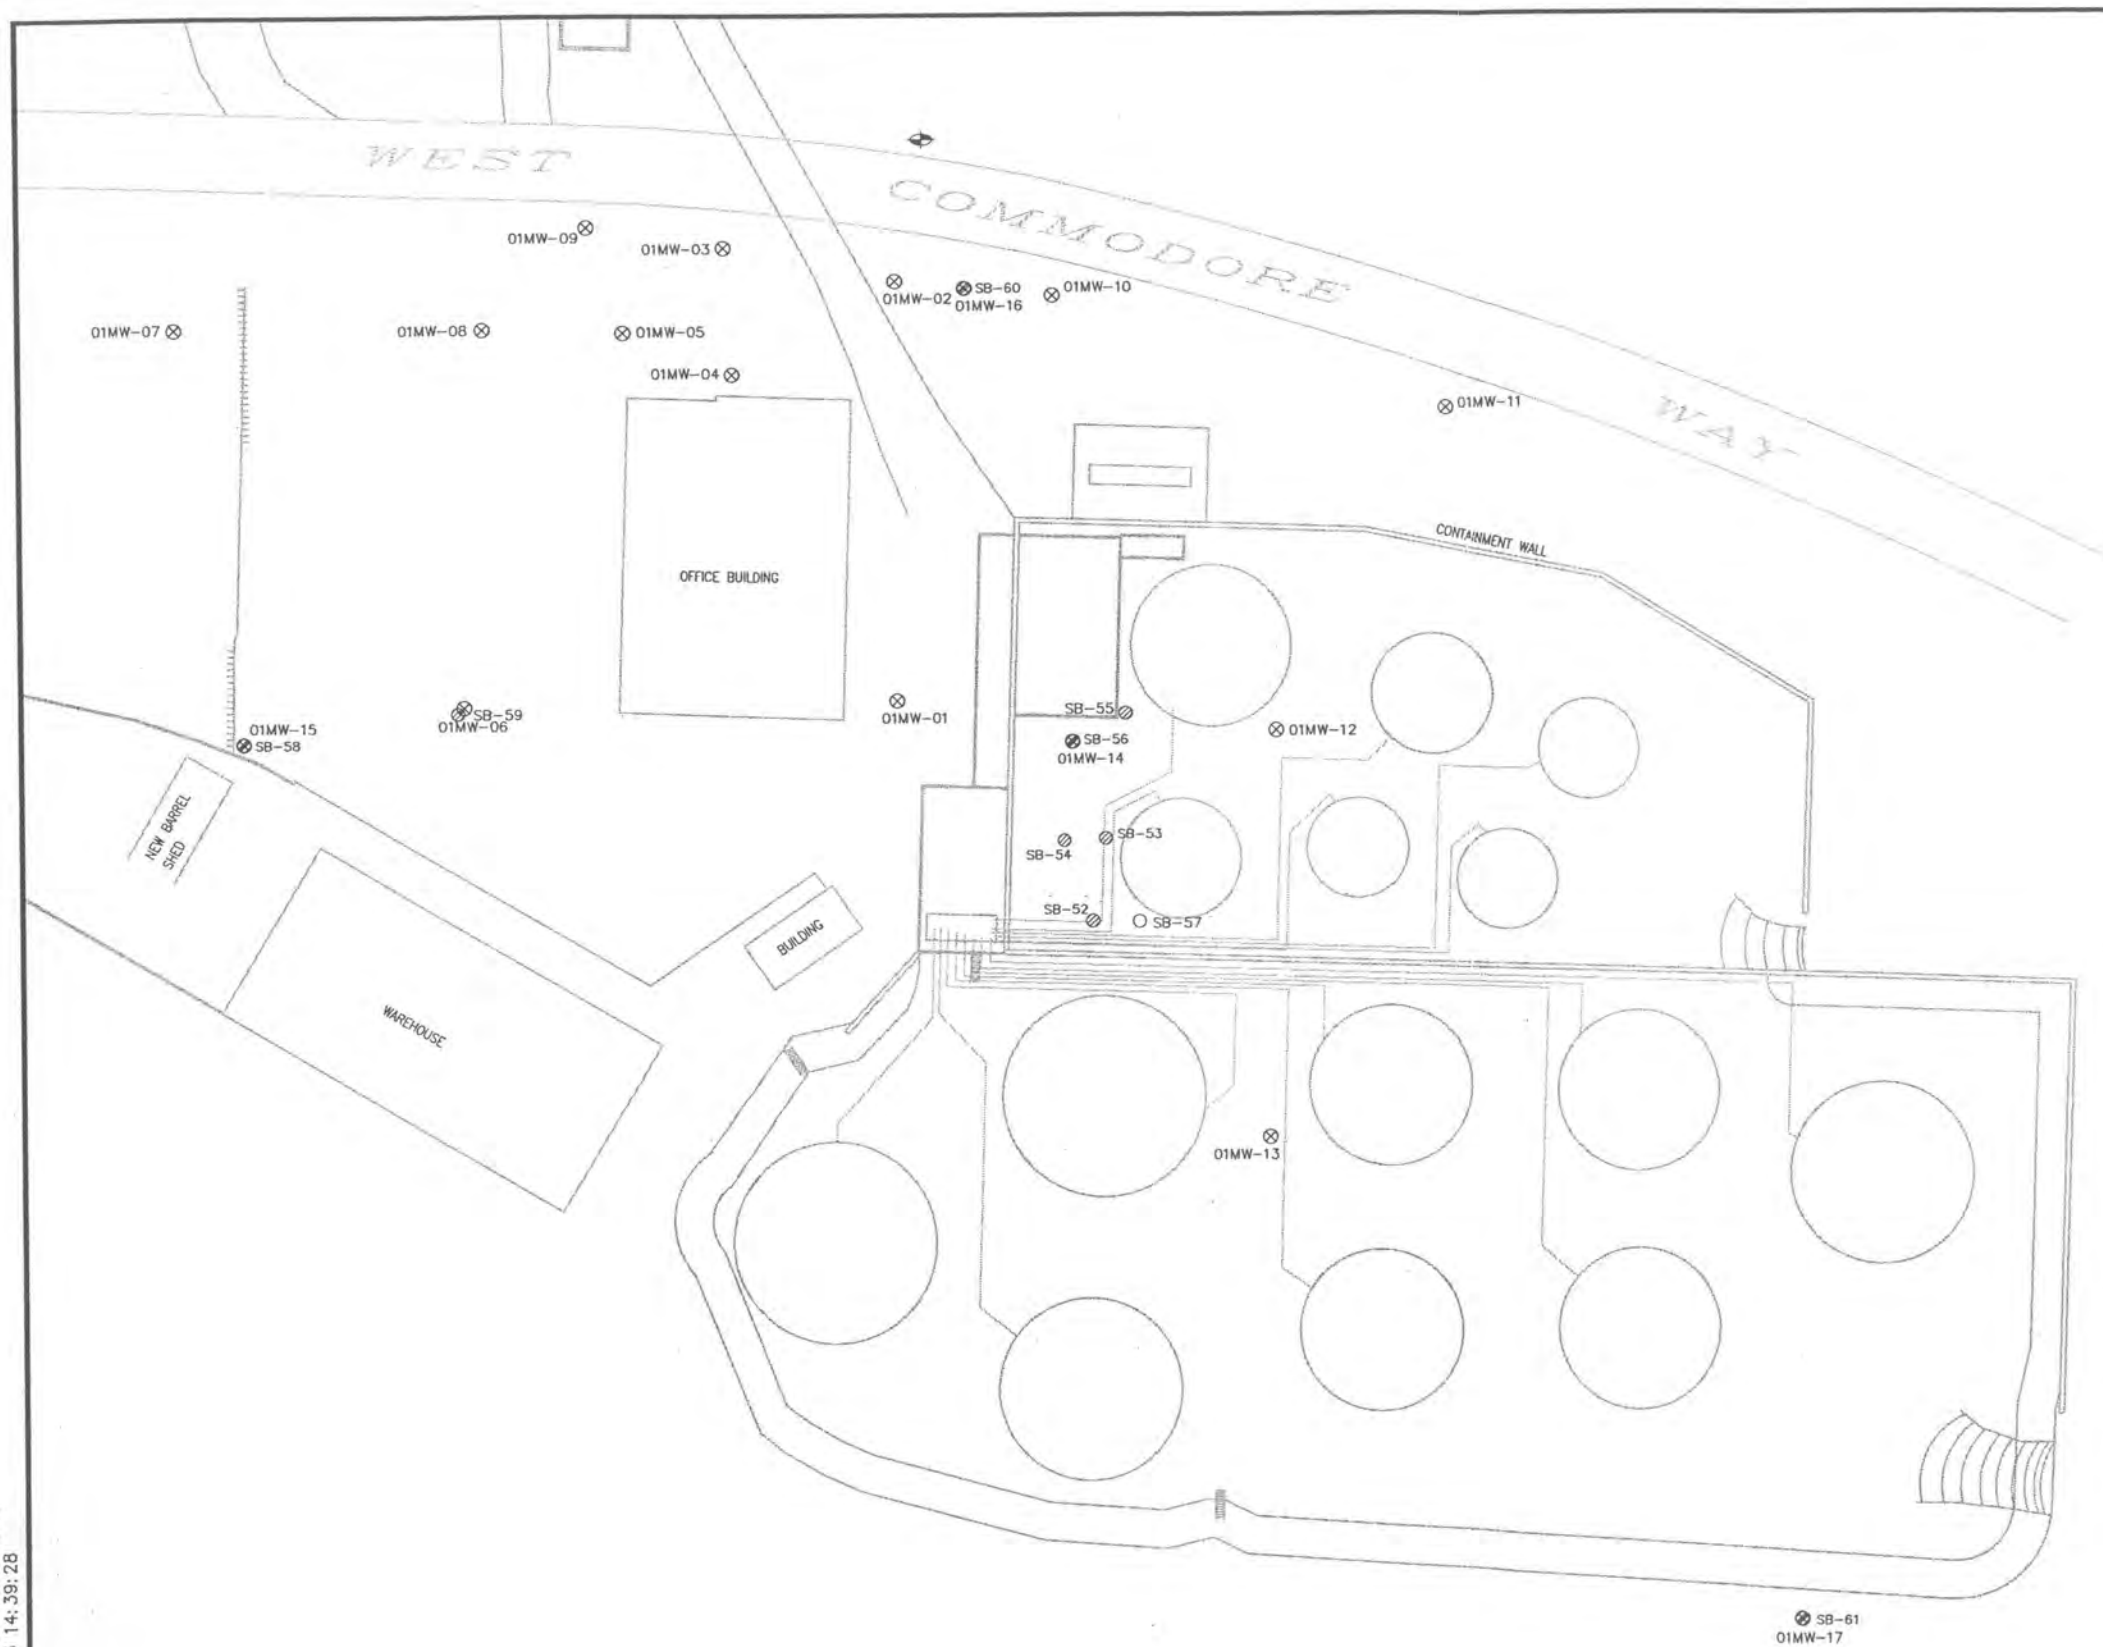 WEST
COMMODORE
WAY
01MW-09
01MW-03
01MW-02
SB-60
01MW-16
01MW-10
01MW-07
01MW-08
01MW-05
01MW-04
01MW-11
CONTAINMENT WALL
OFFICE BUILDING
01MW-15
SB-58
SB-59
01MW-06
01MW-01
SB-55
SB-56
01MW-14
01MW-12
NEW BARREL
SHED
SB-53
SB-54
SB-52
SB-57
BUILDING
WAREHOUSE
01MW-13
SB-61
01MW-17
14:39:28